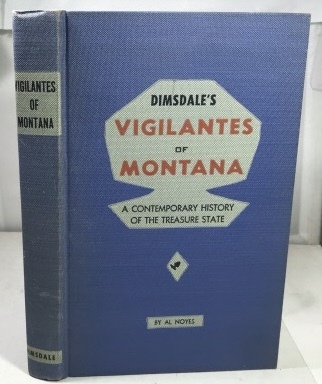 VIGILANTES
OF
MONTANA
DIMSDALE
DIMSDALE'S
VIGILANTES
OF
MONTANA
A CONTEMPORARY HISTORY
OF THE TREASURE STATE
BY AL NOYES